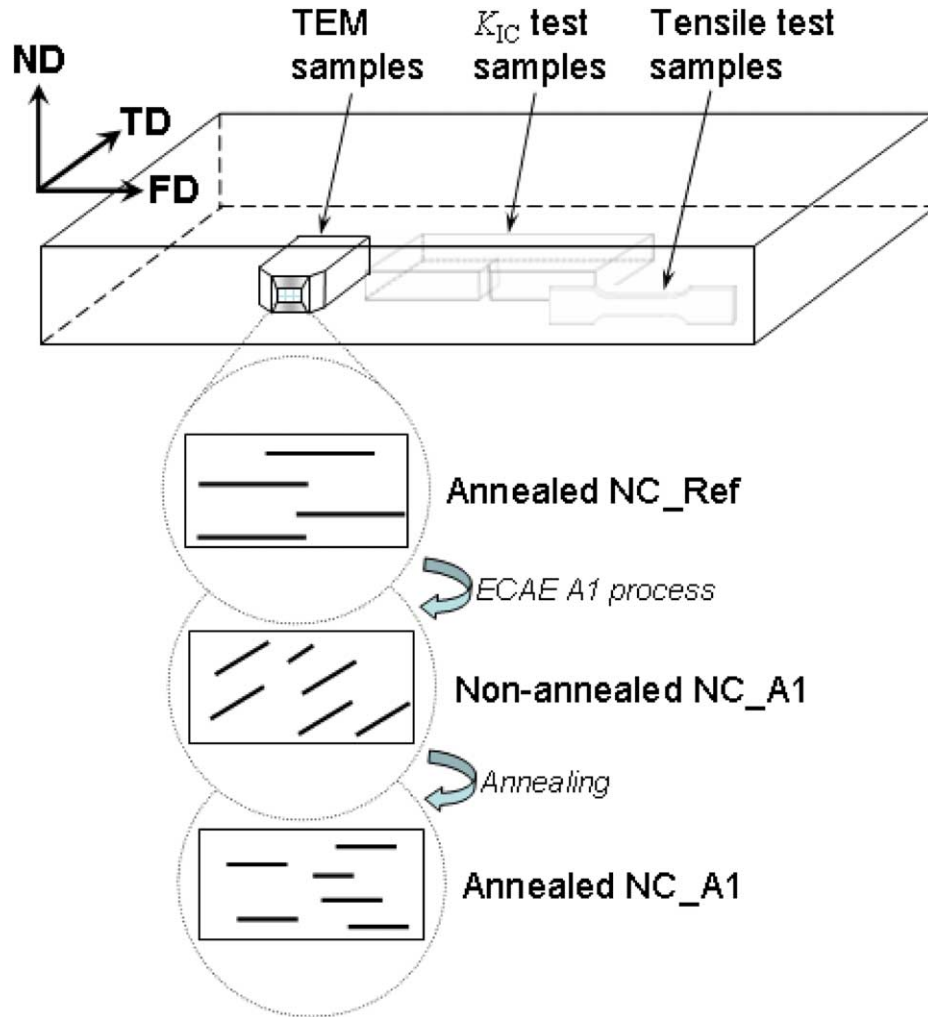 TEM
samples
K_IC test
samples
Tensile test
samples
ND
TD
FD
Annealed NC_Ref
ECAE A1 process
Non-annealed NC_A1
Annealing
Annealed NC_A1